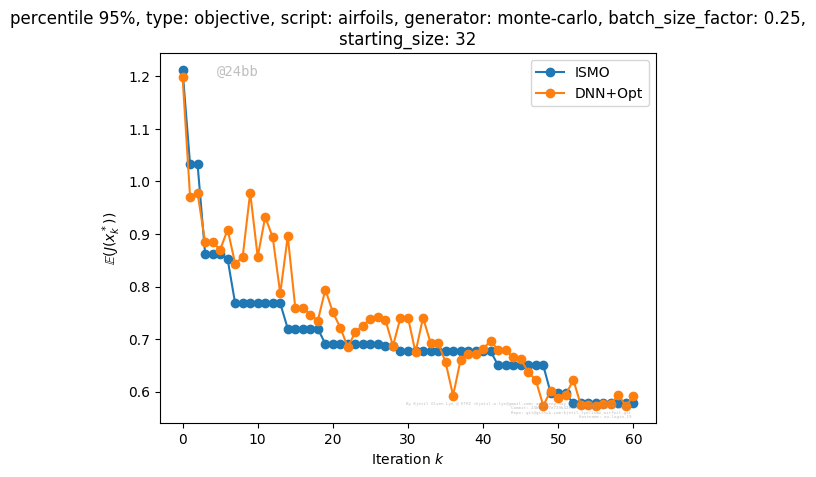 percentile 95%, type: objective, script: airfoils, generator: monte-carlo, batch_size_factor: 0.25,
starting_size: 32
@24bb
ISMO
DNN+Opt
1.2
1.1
1.0
0.9
0.8
0.7
0.6
𝔼(J(x*_k))
0
10
20
30
40
50
60
Iteration k